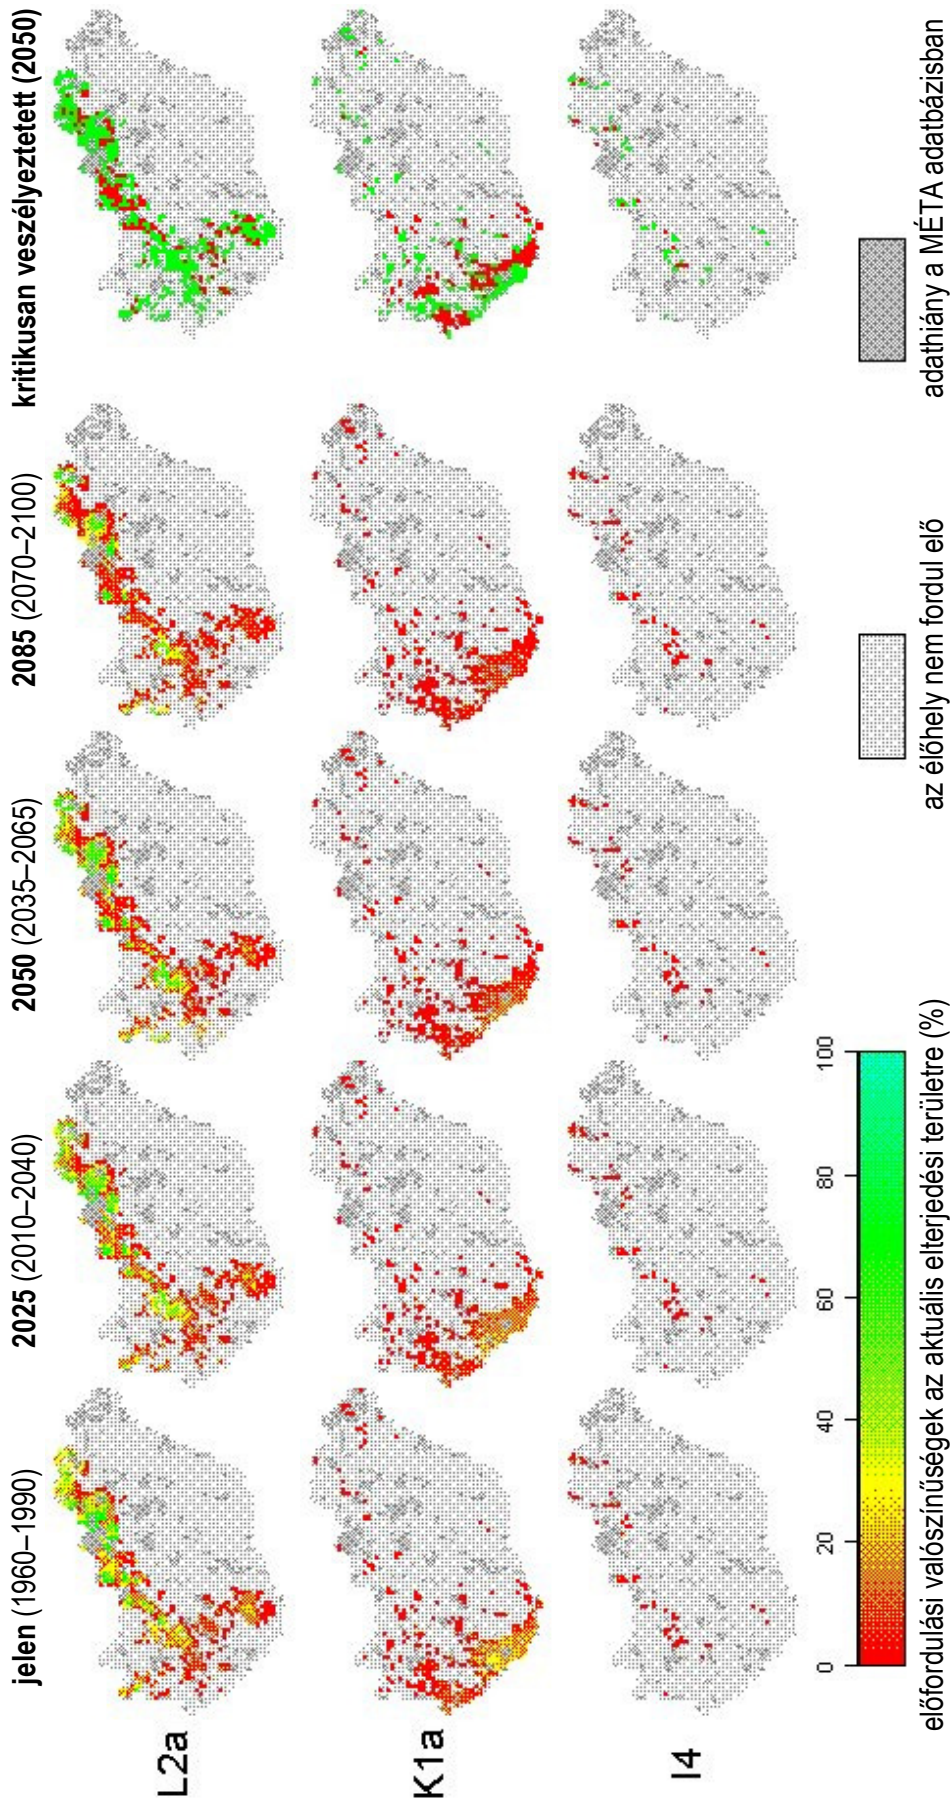 jelen (1960–1990)
2025 (2010–2040)
2050 (2035–2065)
2085 (2070–2100)
kritikusan veszélyeztetett (2050)
L2a
K1a
I4
0
20
40
60
80
100
előfordulási valószínűségek az aktuális elterjedési területre (%)
az élőhely nem fordul elő
adathiány a MÉTA adatbázisban